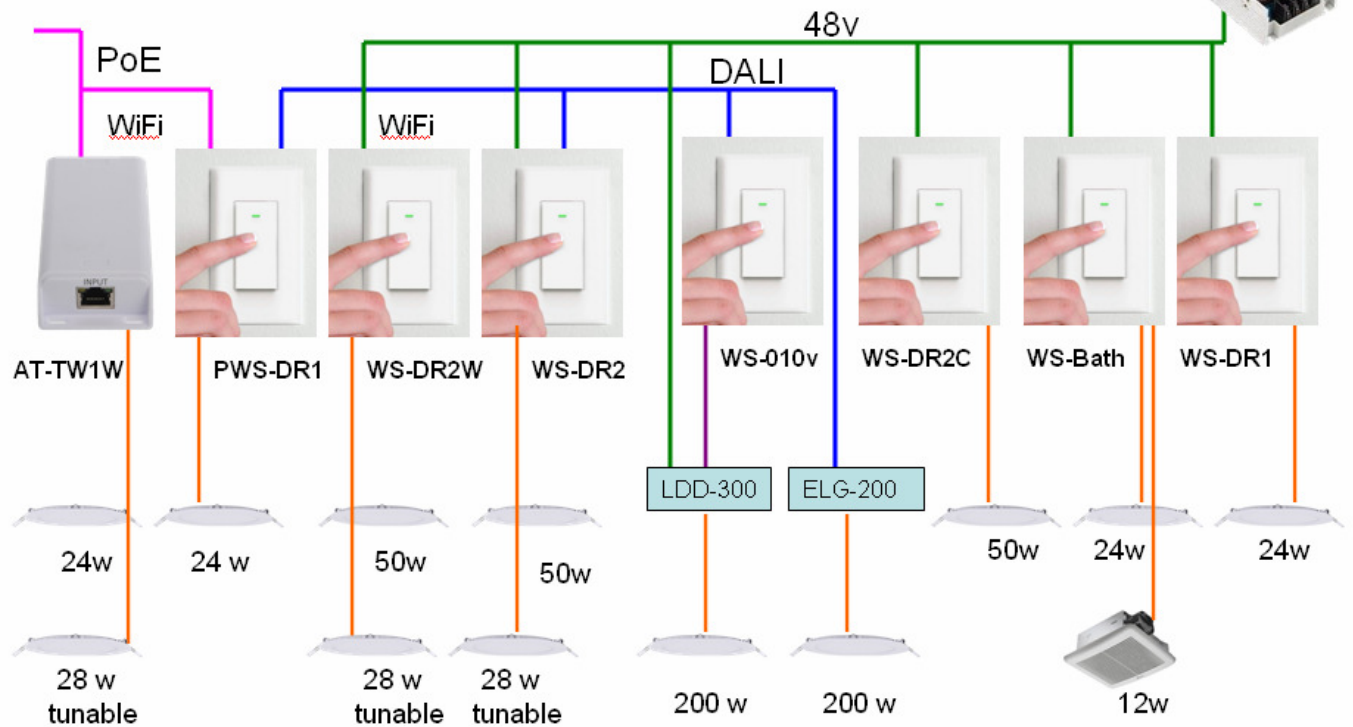 48v
PoE
DALI
WiFi
WiFi
INPUT
AT-TW1W
PWS-DR1
WS-DR2W
WS-DR2
WS-010v
WS-DR2C
WS-Bath
WS-DR1
LDD-300
ELG-200
24w
24 w
50w
50w
50w
24w
24w
28 w
tunable
28 w
tunable
28 w
tunable
200 w
200 w
12w